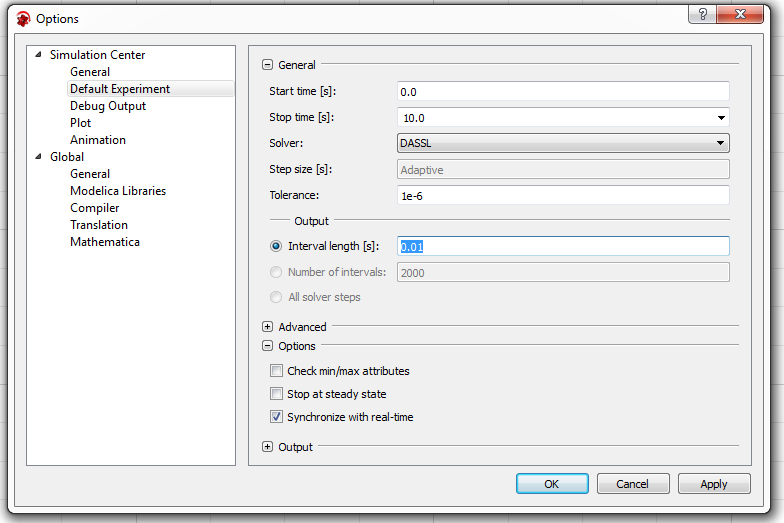 Options
?
Simulation Center
General
Default Experiment
Debug Output
Plot
Animation
Global
General
Modelica Libraries
Compiler
Translation
Mathematica
General
Start time [s]: 0.0
Stop time [s]: 10.0
Solver: DASSL
Step size [s]: Adaptive
Tolerance: 1e-6
Output
Interval length [s]: 0.01
Number of intervals: 2000
All solver steps
Advanced
Options
Check min/max attributes
Stop at steady state
Synchronize with real-time
Output
OK Cancel Apply